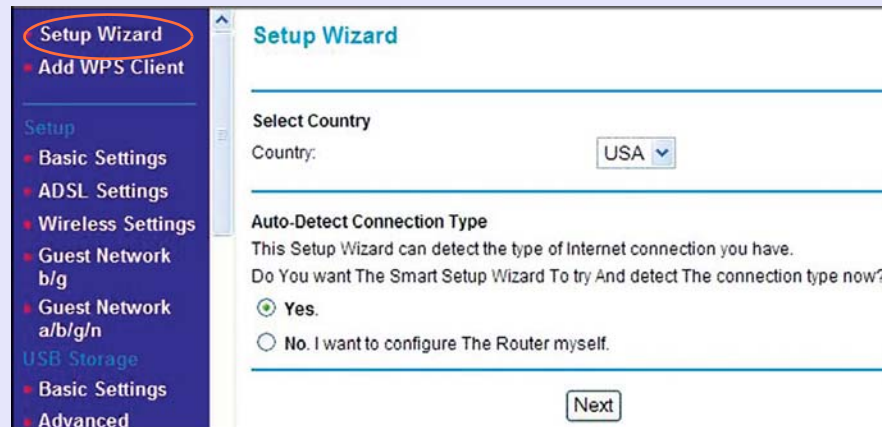 Setup Wizard
Add WPS Client
Setup
Basic Settings
ADSL Settings
Wireless Settings
Guest Network
b/g
Guest Network
a/b/g/n
USB Storage
Basic Settings
Advanced
Setup Wizard
Select Country
Country:
USA
Auto-Detect Connection Type
This Setup Wizard can detect the type of Internet connection you have.
Do You want The Smart Setup Wizard To try And detect The connection type now?
Yes.
No. I want to configure The Router myself.
Next